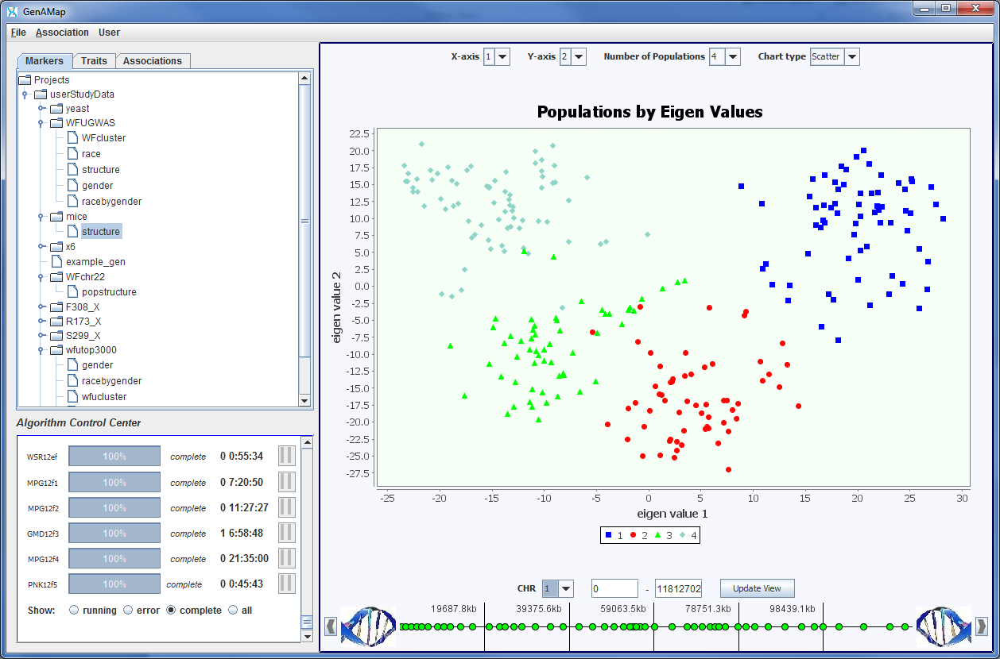 GenAMap
File Association User
Markers Traits Associations
Projects
userStudyData
yeast
WFUGWAS
WFcluster
race
structure
gender
racebygender
mice
structure
x6
example_gen
WFchr22
popstructure
F308_X
R173_X
S299_X
wfutop3000
gender
racebygender
wfucluster
Algorithm Control Center
WSR12ef 100% complete 0 0:55:34
MPG12f1 100% complete 0 7:20:50
MPG12f2 100% complete 0 11:27:27
GMD12f3 100% complete 1 6:58:48
MPG12f4 100% complete 0 21:35:00
PNK12f5 100% complete 0 0:45:43
Show: running error complete all
X-axis 1 Y-axis 2 Number of Populations 4 Chart type Scatter
Populations by Eigen Values
eigen value 2
22.5
20.0
17.5
15.0
12.5
10.0
7.5
5.0
2.5
0.0
-2.5
-5.0
-7.5
-10.0
-12.5
-15.0
-17.5
-20.0
-22.5
-25.0
-27.5
-25 -20 -15 -10 -5 0 5 10 15 20 25 30
eigen value 1
1 2 3 4
CHR 1 0 - 11812702 Update View
19687.8kb 39375.6kb 59063.5kb 78751.3kb 98439.1kb